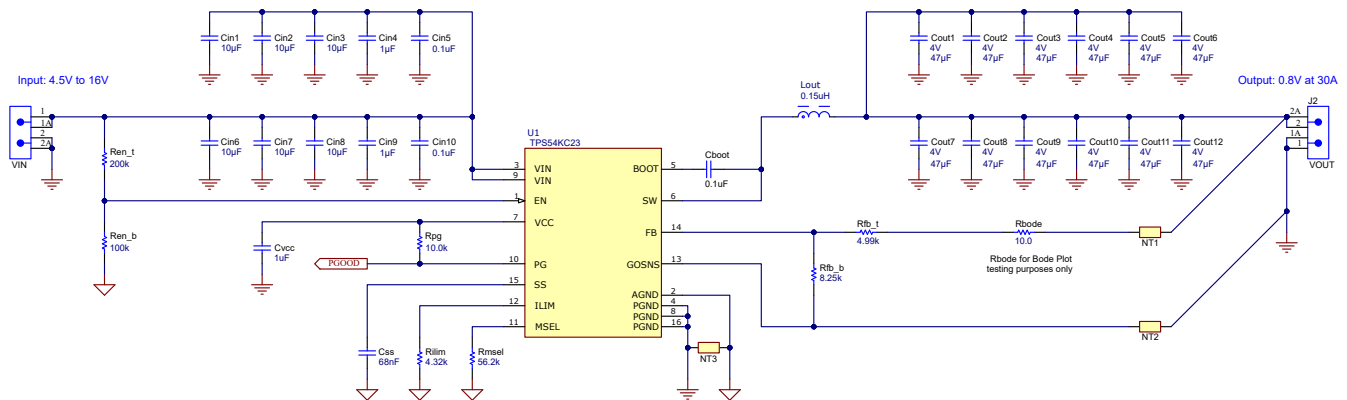 Cin1
10µF
Cin2
10µF
Cin3
10µF
Cin4
1µF
Cin5
0.1uF
Cout1
4V
47µF
Cout2
4V
47µF
Cout3
4V
47µF
Cout4
4V
47µF
Cout5
4V
47µF
Cout6
4V
47µF
Input: 4.5V to 16V
Output: 0.8V at 30A
Lout
0.15uH
1
1A
2
2A
VIN
Ren_t
200k
Cin6
10µF
Cin7
10µF
Cin8
10µF
Cin9
1µF
Cin10
0.1uF
Cout7
4V
47µF
Cout8
4V
47µF
Cout9
4V
47µF
Cout10
4V
47µF
Cout11
4V
47µF
Cout12
4V
47µF
J2
2A
2
1A
1
VOUT
U1
TPS54KC23
3 VIN
9 VIN
1 EN
7 VCC
10 PG
15 SS
12 ILIM
11 MSEL
BOOT 5
SW 6
FB 14
GOSNS 13
AGND 2
PGND 4
PGND 8
PGND 16
Cboot
0.1uF
Ren_b
100k
Cvcc
1uF
Rpg
10.0k
PGOOD
Rfb_t
4.99k
Rbode
10.0
NT1
Rbode for Bode Plot
testing purposes only
Rfb_b
8.25k
NT2
NT3
Css
68nF
Rilim
4.32k
Rmsel
56.2k